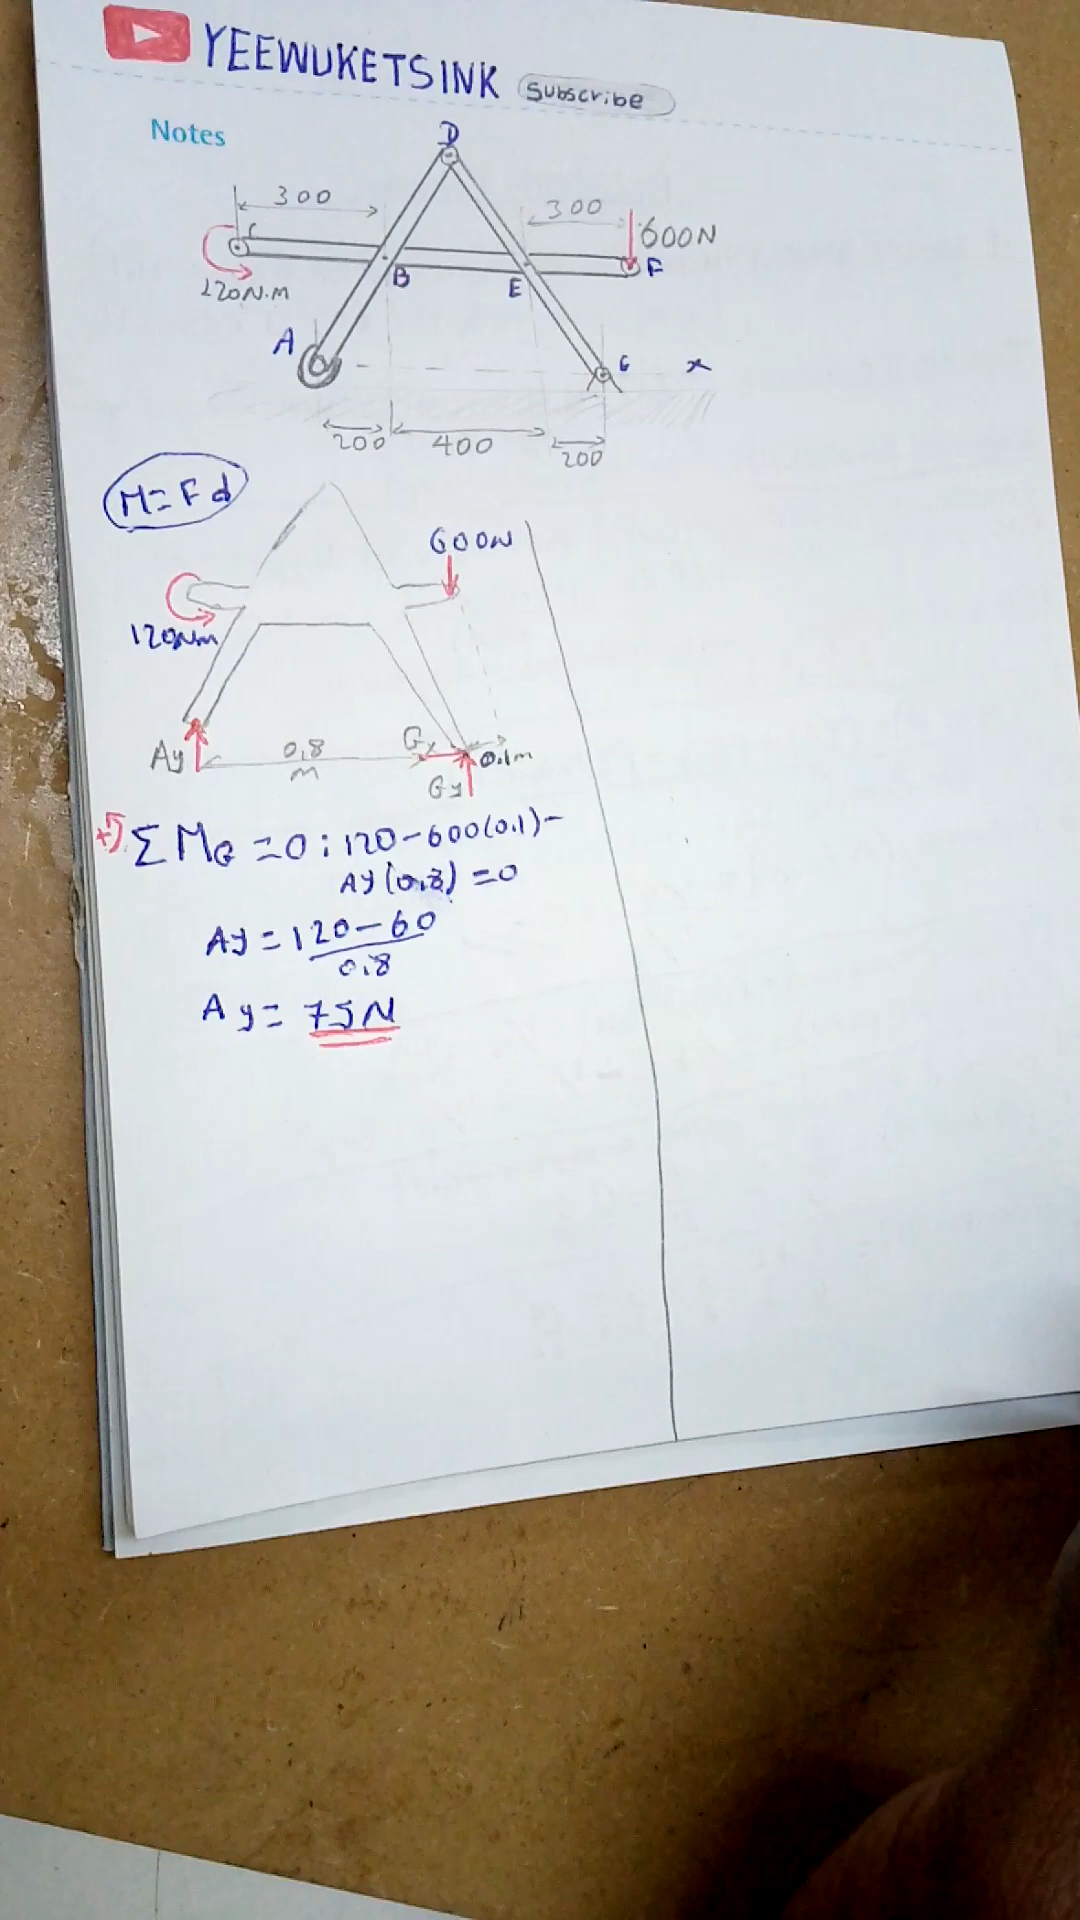 YEEWUKETSINK Subscribe
Notes
D
300
300
600N
C
F
120N.M
B
E
A
G
x
200
400
200
M=Fd
600N
120Nm
Ay
0,8
m
Gx
0.1m
Gy
+ΣMG=0:120-600(0.1)-
Ay(0,8)=0
Ay=120-60
0,8
Ay=75N